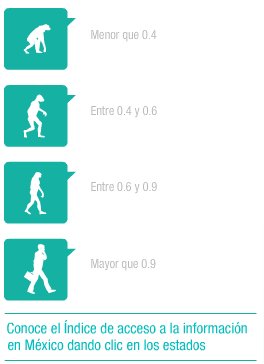 Menor que 0.4
Entre 0.4 y 0.6
Entre 0.6 y 0.9
Mayor que 0.9
Conoce el Índice de acceso a la información
en México dando clic en los estados